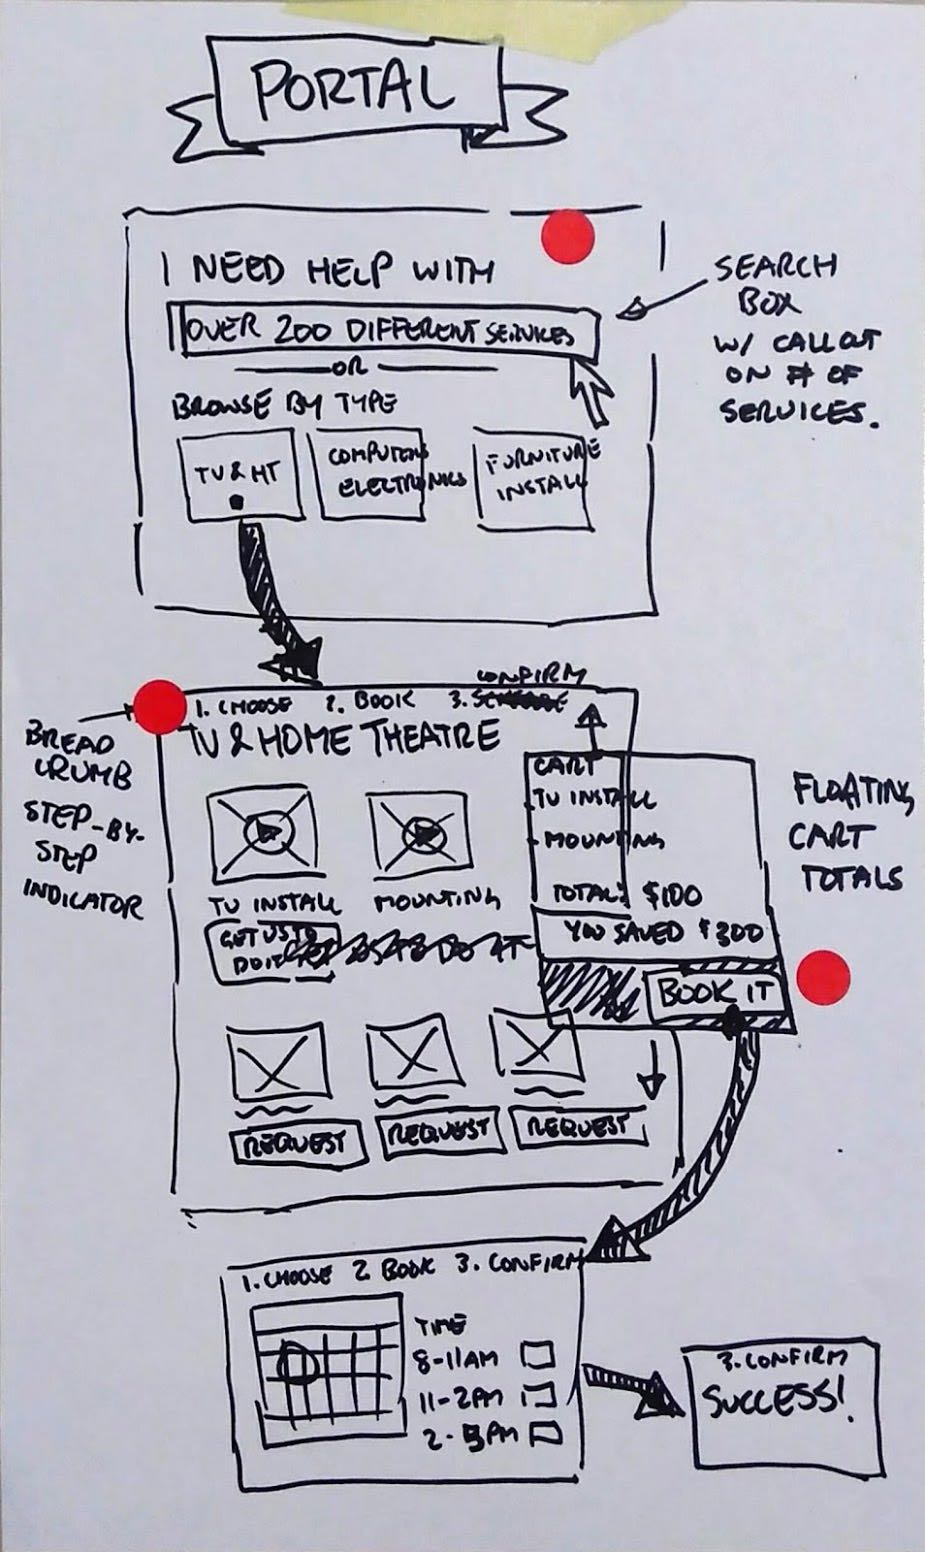 PORTAL
I NEED HELP WITH
OVER 200 DIFFERENT SERVICES
OR
BROWSE BY TYPE
TV & HT
COMPUTERS
ELECTRONICS
FURNITURE
INSTALL
SEARCH
BOX
W/ CALLOUT
ON # OF
SERVICES.
CONFIRM
1. CHOOSE 2. BOOK 3.
TV & HOME THEATRE
BREAD
CRUMB
STEP-BY-
STEP
INDICATOR
TV INSTALL
MOUNTING
GET US TO
DO IT
CART
- TV INSTALL
- MOUNTING
TOTAL: $100
YOU SAVED $300
BOOK IT
FLOATING
CART
TOTALS
REQUEST
REQUEST
REQUEST
1. CHOOSE 2 BOOK 3. CONFIRM
TIME
8-11AM
11-2PM
2-5PM
3. CONFIRM
SUCCESS!